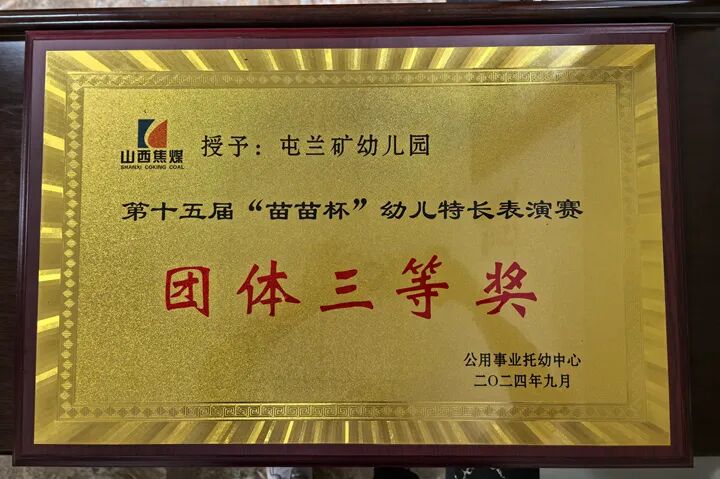 山西焦煤
SHANXI COKING COAL
授予：屯兰矿幼儿园
第十五届“苗苗杯”幼儿特长表演赛
团体三等奖
公用事业托幼中心
二〇二四年九月